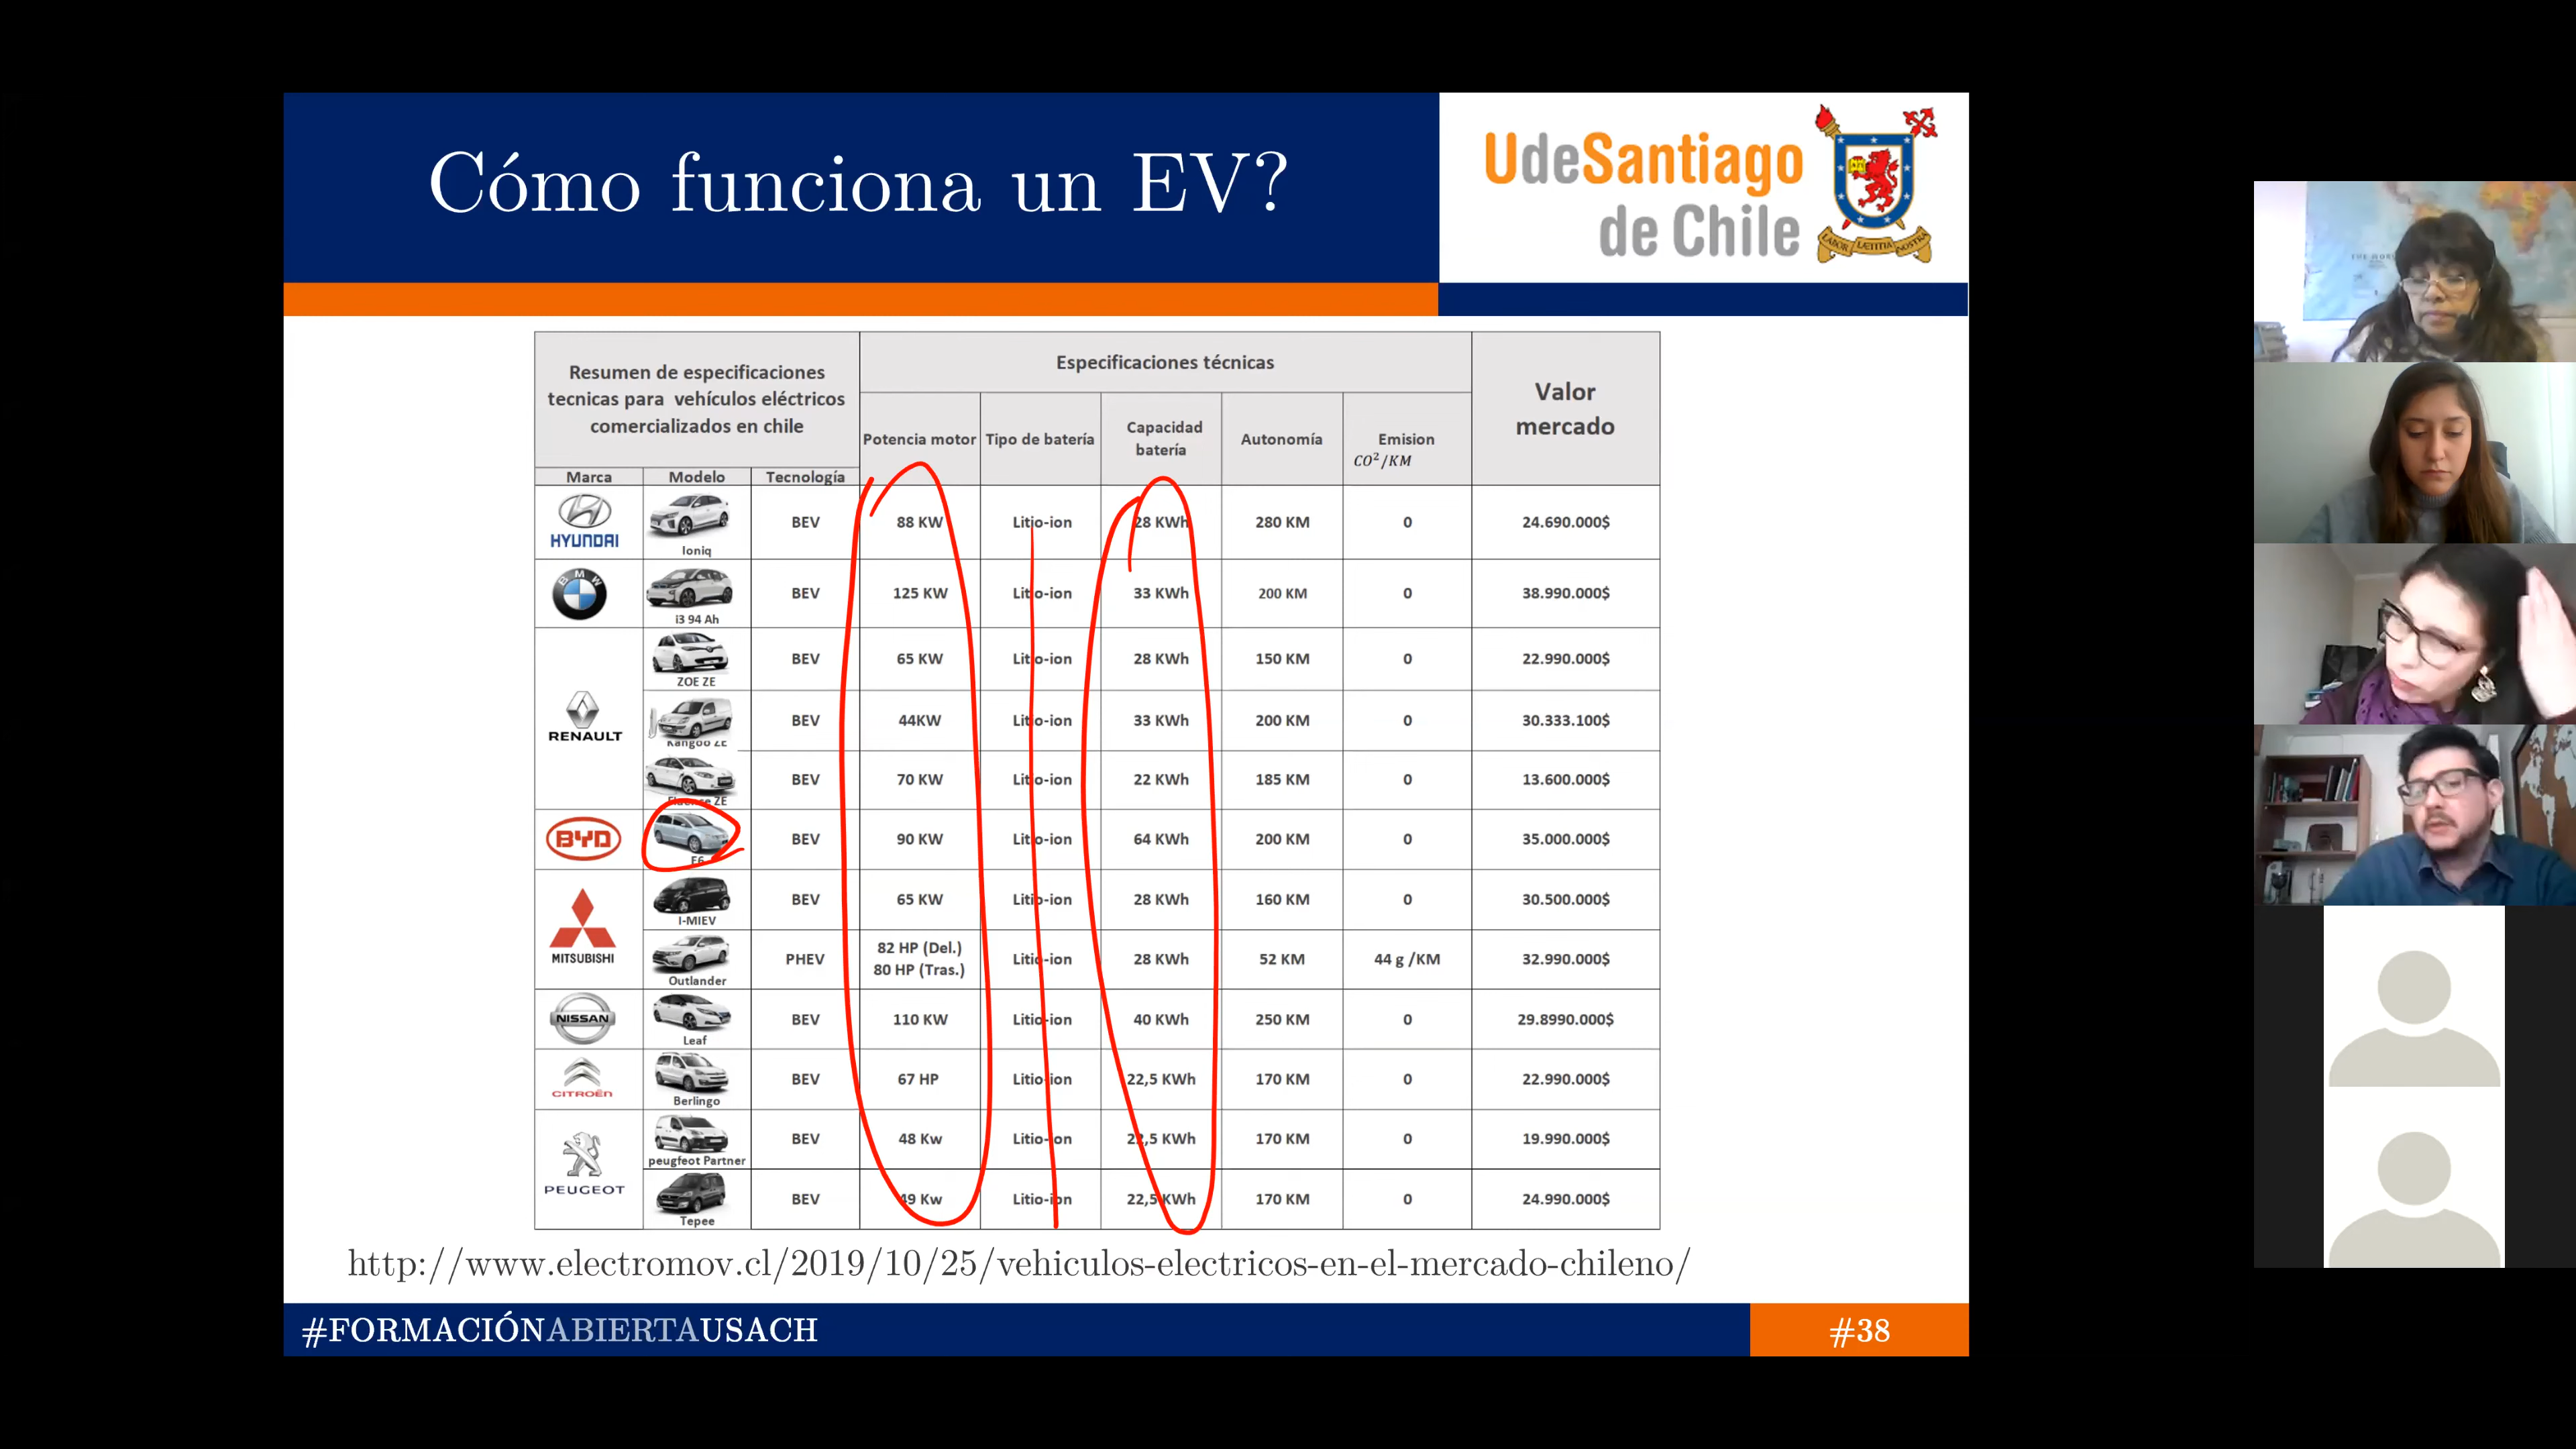 Cómo funciona un EV?
UdeSantiago
de Chile
LABOR LÆTITIA NOSTRA
Resumen de especificaciones
tecnicas para vehículos eléctricos
comercializados en chile
Especificaciones técnicas
Valor
mercado
Potencia motor Tipo de batería Capacidad batería Autonomía Emision CO²/KM
Marca Modelo Tecnología
HYUNDAI Ioniq BEV 88 KW Litio-ion 28 KWh 280 KM 0 24.690.000$
BMW i3 94 Ah BEV 125 KW Litio-ion 33 KWh 200 KM 0 38.990.000$
RENAULT ZOE ZE BEV 65 KW Litio-ion 28 KWh 150 KM 0 22.990.000$
Kangoo ZE BEV 44KW Litio-ion 33 KWh 200 KM 0 30.333.100$
Fluence ZE BEV 70 KW Litio-ion 22 KWh 185 KM 0 13.600.000$
BYD E6 BEV 90 KW Litio-ion 64 KWh 200 KM 0 35.000.000$
MITSUBISHI I-MIEV BEV 65 KW Litio-ion 28 KWh 160 KM 0 30.500.000$
Outlander PHEV 82 HP (Del.) 80 HP (Tras.) Litio-ion 28 KWh 52 KM 44 g /KM 32.990.000$
NISSAN Leaf BEV 110 KW Litio-ion 40 KWh 250 KM 0 29.8990.000$
CITROËN Berlingo BEV 67 HP Litio-ion 22,5 KWh 170 KM 0 22.990.000$
PEUGEOT peugfeot Partner BEV 48 Kw Litio-ion 22,5 KWh 170 KM 0 19.990.000$
Tepee BEV 49 Kw Litio-ion 22,5 KWh 170 KM 0 24.990.000$
http://www.electromov.cl/2019/10/25/vehiculos-electricos-en-el-mercado-chileno/
#FORMACIÓNABIERTAUSACH
#38